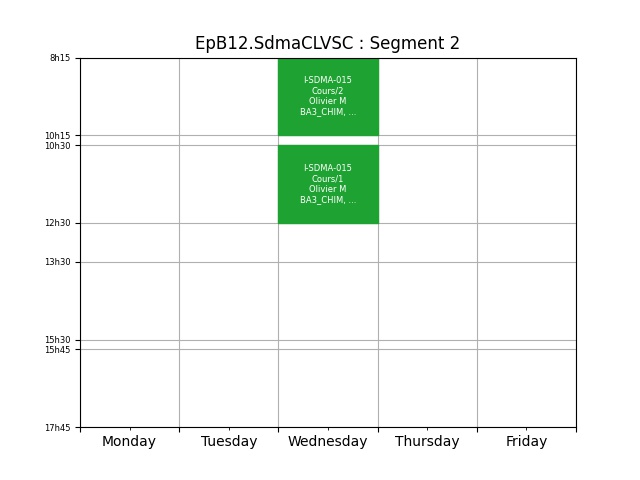 EpB12.SdmaCLVSC : Segment 2
8h15
I-SDMA-015
Cours/2
Olivier M
BA3_CHIM, ...
10h15
10h30
I-SDMA-015
Cours/1
Olivier M
BA3_CHIM, ...
12h30
13h30
15h30
15h45
17h45
Monday Tuesday Wednesday Thursday Friday